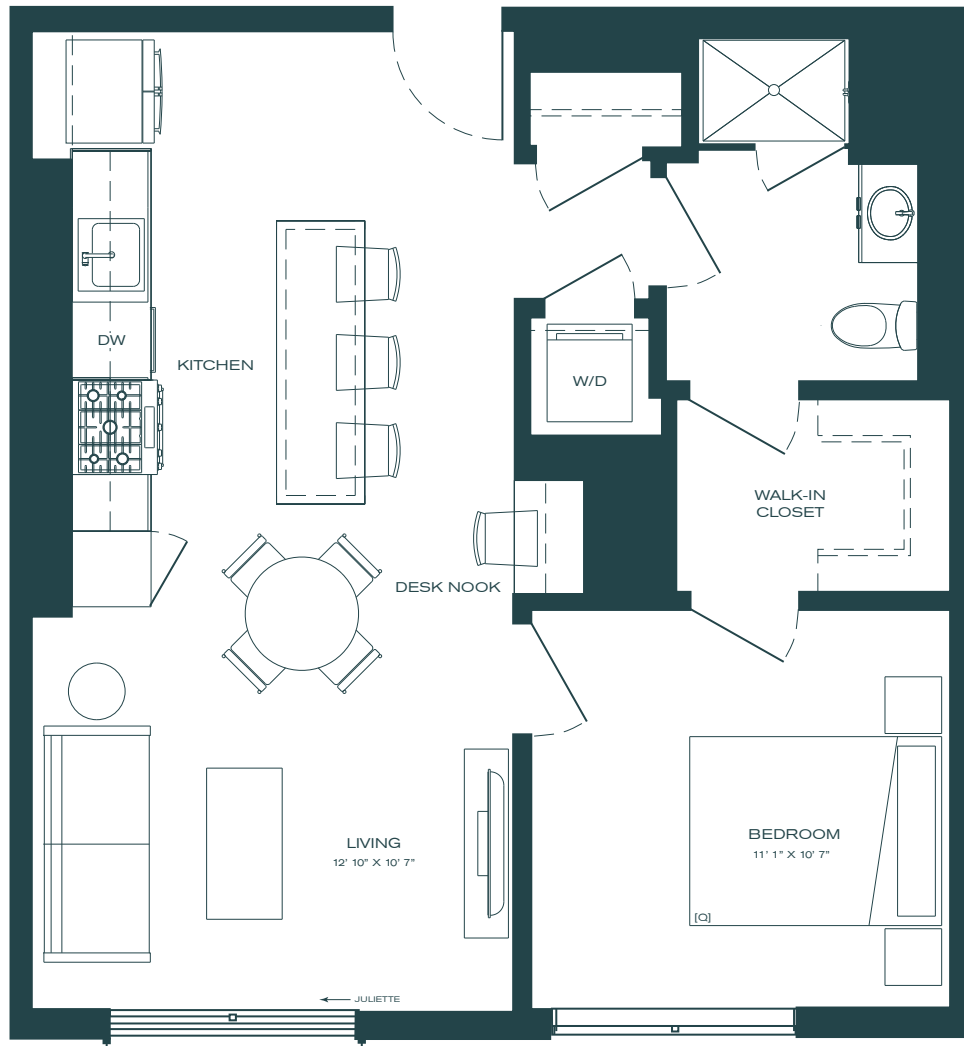 DW
KITCHEN
W/D
WALK-IN
CLOSET
DESK NOOK
LIVING
12' 10" X 10' 7"
BEDROOM
11' 1" X 10' 7"
[Q]
JULIETTE